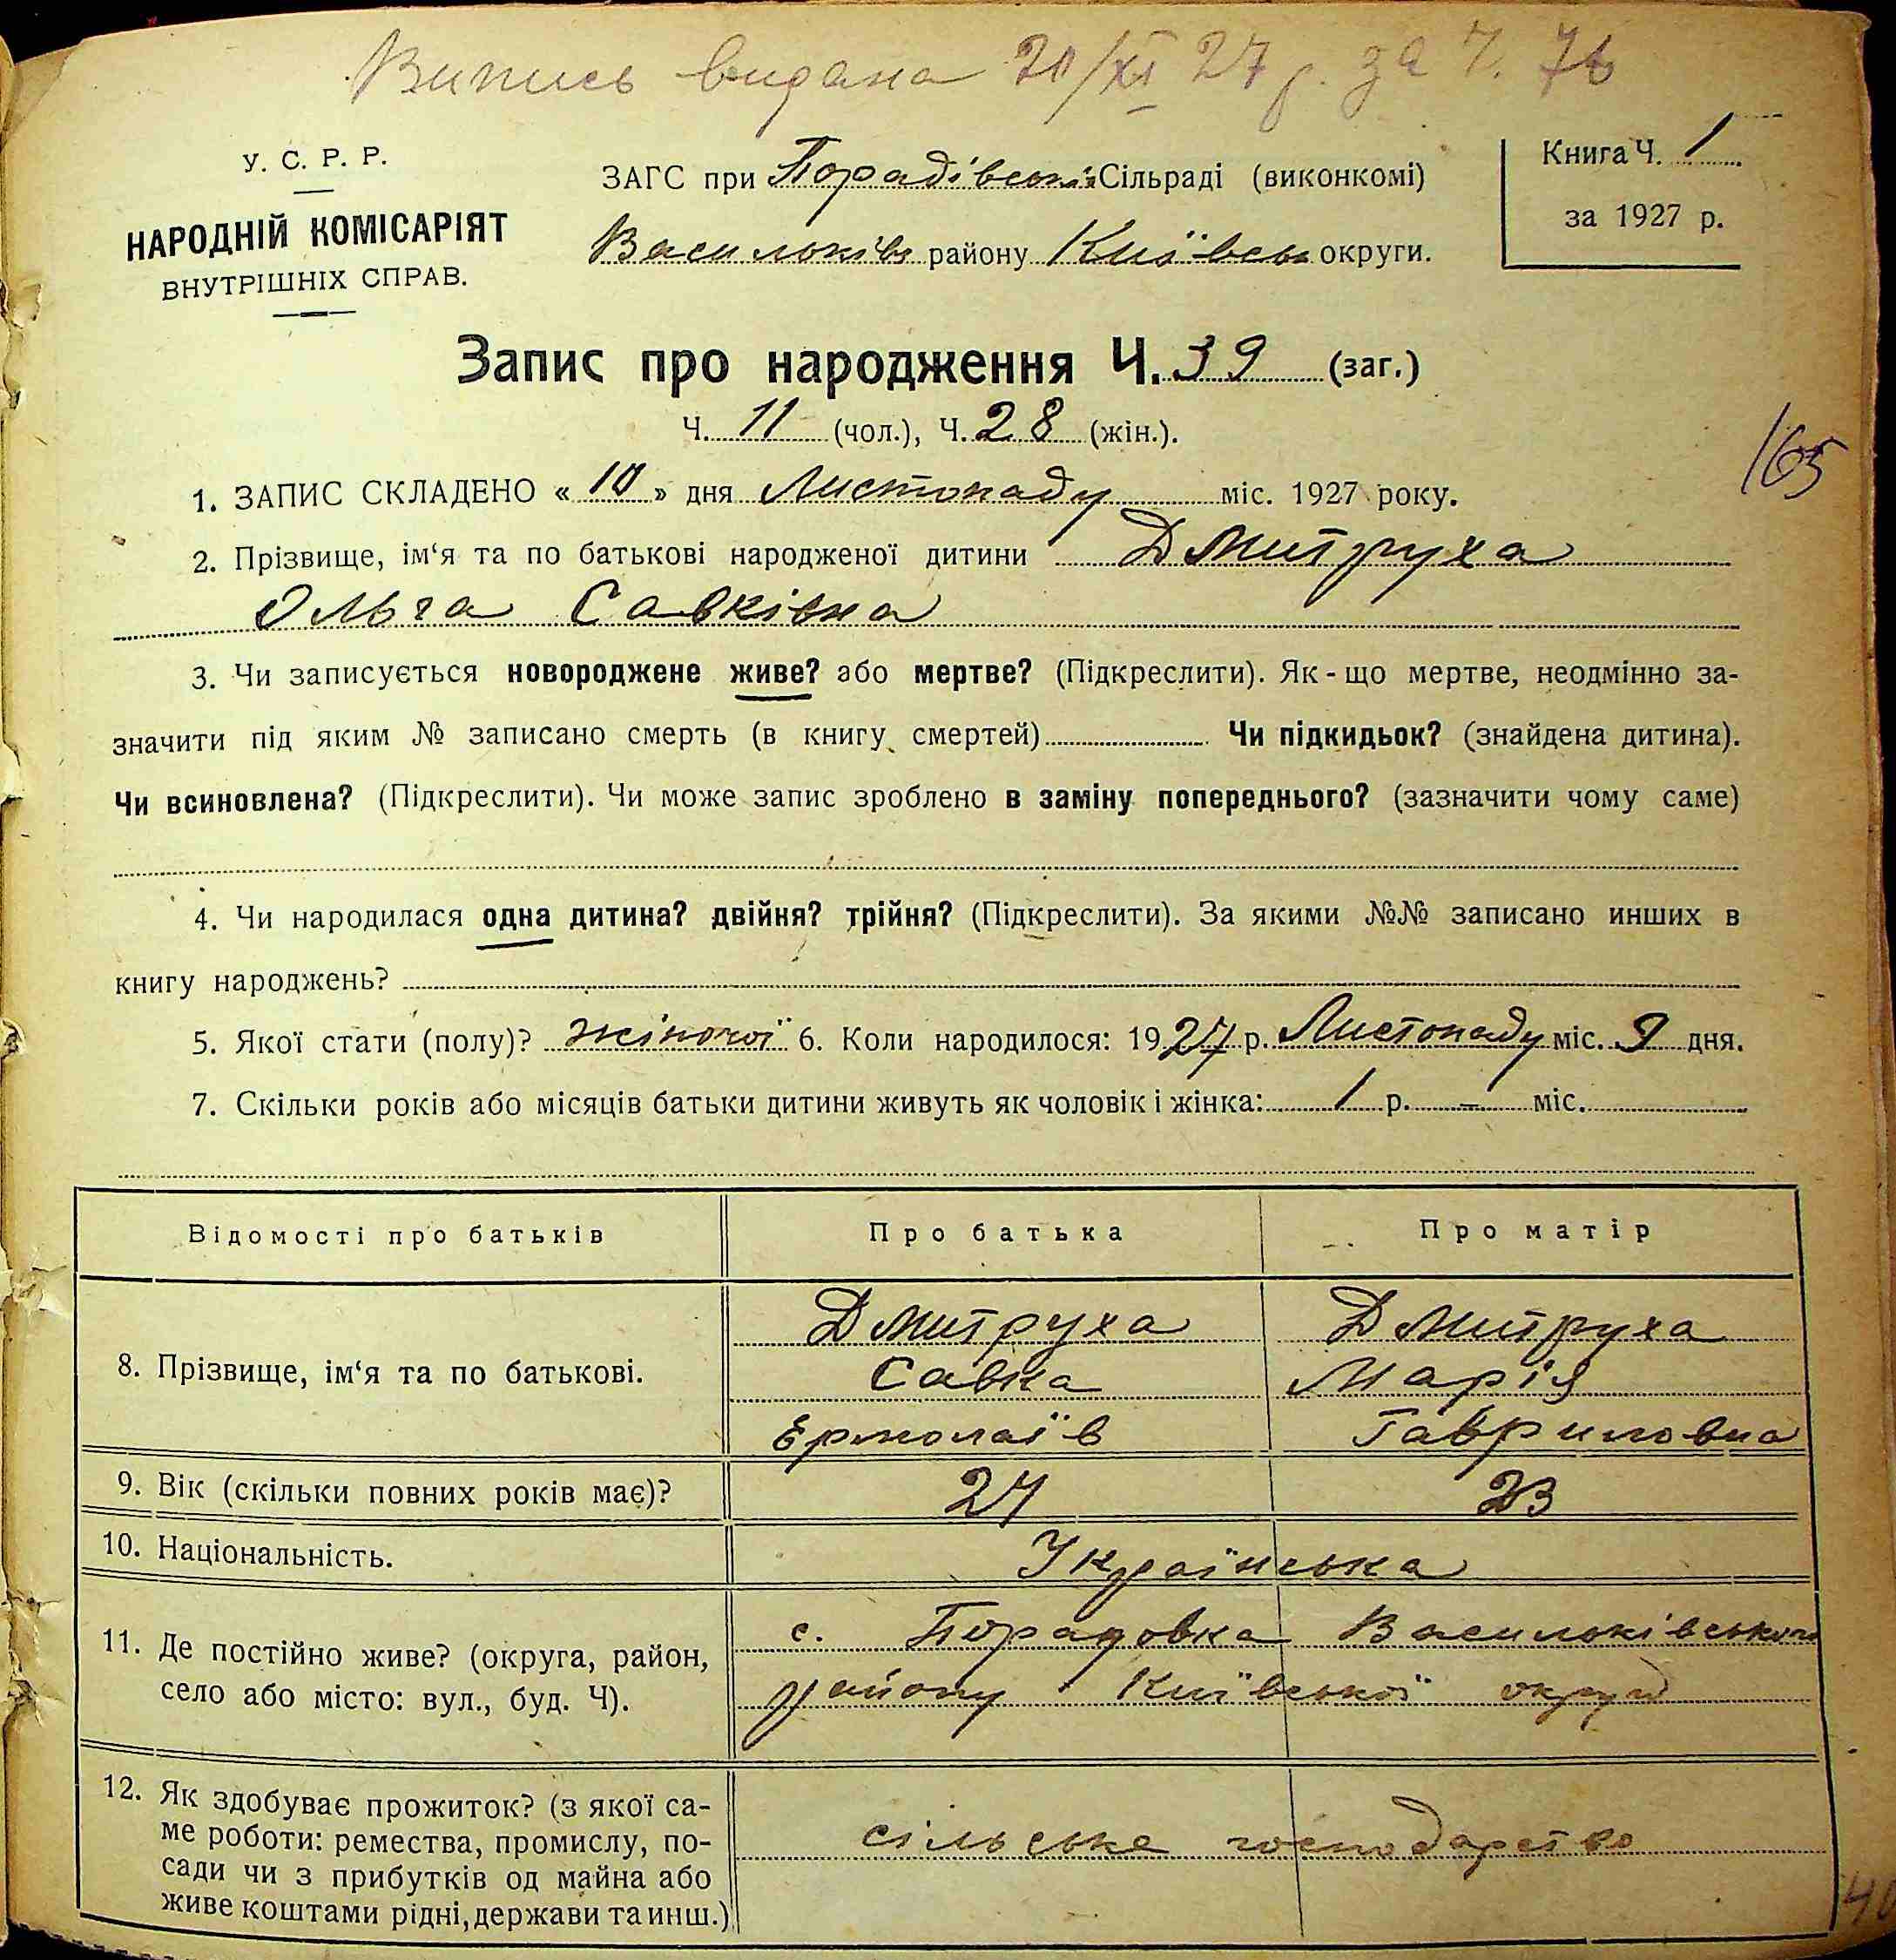 Випись видана 20/XI 27 р. за Ч. 76
У. С. Р. Р.
НАРОДНІЙ КОМІСАРІЯТ
ВНУТРІШНІХ СПРАВ.
ЗАГС при Порадівській Сільраді (виконкомі)
Васильків району Київськ округи.
Книга Ч. 1
за 1927 р.
Запис про народження Ч. 39 (заг.)
Ч. 11 (чол.), Ч. 28 (жін.).
165
1. ЗАПИС СКЛАДЕНО « 10 » дня Листопаду міс. 1927 року.
2. Прізвище, ім‘я та по батькові народженої дитини Дмитруха
Ольга Савківна
3. Чи записується новороджене живе? або мертве? (Підкреслити). Як-що мертве, неодмінно за-
значити під яким № записано смерть (в книгу смертей) Чи підкидьок? (знайдена дитина).
Чи всиновлена? (Підкреслити). Чи може запис зроблено в заміну попереднього? (зазначити чому саме)
4. Чи народилася одна дитина? двійня? трійня? (Підкреслити). За якими №№ записано инших в
книгу народжень?
5. Якої стати (полу)? жіночої 6. Коли народилося: 1927 р. Листопаду міс. 9 дня.
7. Скільки років або місяців батьки дитини живуть як чоловік і жінка: 1 р. – міс.
Відомості про батьків Про батька Про матір
8. Прізвище, ім‘я та по батькові.
Дмитруха Дмитруха
Савка Марія
Ермолаїв Гавриловна
9. Вік (скільки повних років має)? 27 23
10. Національність. Українська
11. Де постійно живе? (округа, район,
село або місто: вул., буд. Ч).
с. Порадовка Васильківського
району Київської округи
12. Як здобуває прожиток? (з якої са-
ме роботи: ремества, промислу, по-
сади чи з прибутків од майна або
живе коштами рідні, держави та инш.)
сільське господарство